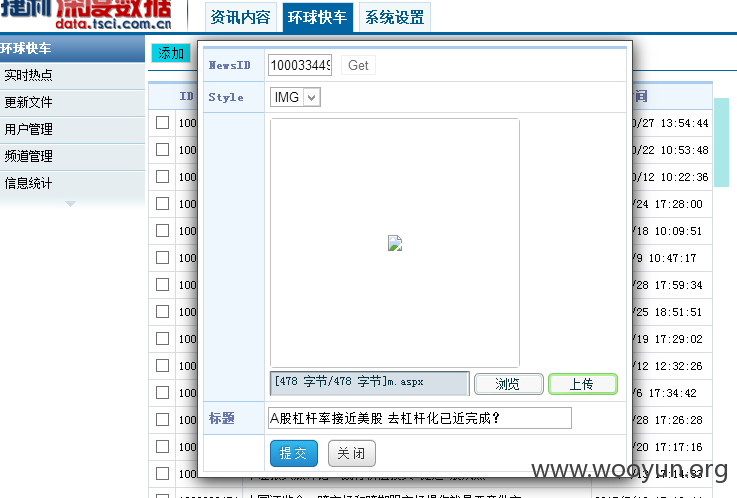 捷利 深度数据
data.tsci.com.cn
资讯内容 环球快车 系统设置
环球快车
实时热点
更新文件
用户管理
频道管理
信息统计
添加
ID
间
NewsID 100033449 Get
Style IMG
[478 字节/478 字节]m.aspx 浏览 上传
标题 A股杠杆率接近美股 去杠杆化已近完成?
提交 关闭
100 0/27 13:54:44
100 0/22 10:53:48
100 0/12 10:22:36
100 /24 17:28:00
100 /18 10:09:51
100 /9 10:47:17
100 /28 17:59:34
100 /25 18:51:51
100 /19 17:29:02
100 /12 12:32:26
100 /6 17:34:42
100 /28 17:26:28
100 /20 17:17:16
www.wooyun.org